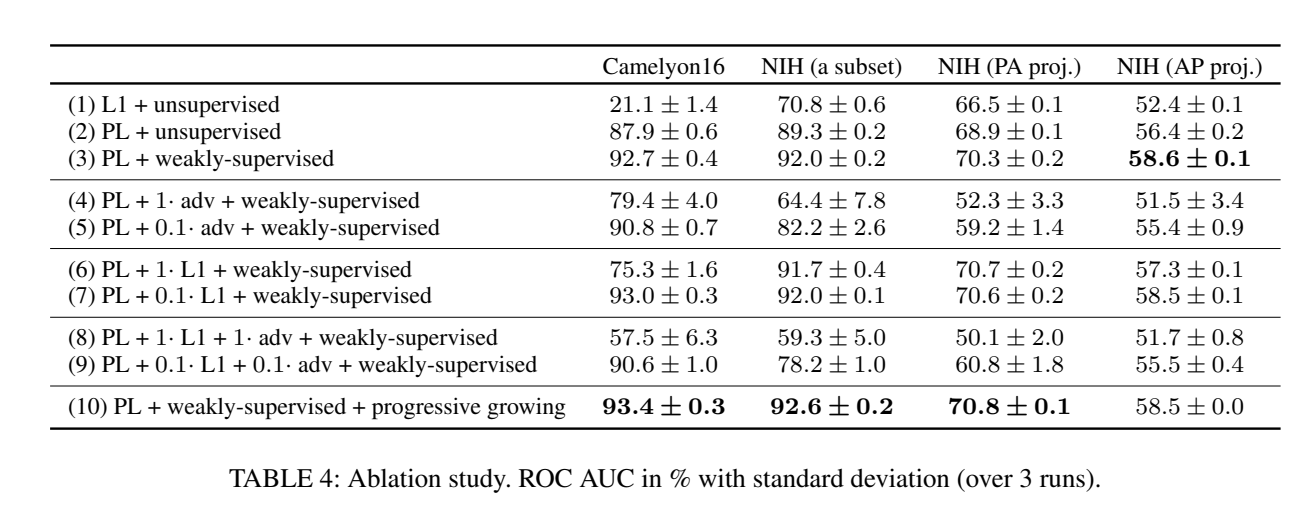 Camelyon16 NIH (a subset) NIH (PA proj.) NIH (AP proj.)
(1) L1 + unsupervised 21.1 ± 1.4 70.8 ± 0.6 66.5 ± 0.1 52.4 ± 0.1
(2) PL + unsupervised 87.9 ± 0.6 89.3 ± 0.2 68.9 ± 0.1 56.4 ± 0.2
(3) PL + weakly-supervised 92.7 ± 0.4 92.0 ± 0.2 70.3 ± 0.2 58.6 ± 0.1
(4) PL + 1· adv + weakly-supervised 79.4 ± 4.0 64.4 ± 7.8 52.3 ± 3.3 51.5 ± 3.4
(5) PL + 0.1· adv + weakly-supervised 90.8 ± 0.7 82.2 ± 2.6 59.2 ± 1.4 55.4 ± 0.9
(6) PL + 1· L1 + weakly-supervised 75.3 ± 1.6 91.7 ± 0.4 70.7 ± 0.2 57.3 ± 0.1
(7) PL + 0.1· L1 + weakly-supervised 93.0 ± 0.3 92.0 ± 0.1 70.6 ± 0.2 58.5 ± 0.1
(8) PL + 1· L1 + 1· adv + weakly-supervised 57.5 ± 6.3 59.3 ± 5.0 50.1 ± 2.0 51.7 ± 0.8
(9) PL + 0.1· L1 + 0.1· adv + weakly-supervised 90.6 ± 1.0 78.2 ± 1.0 60.8 ± 1.8 55.5 ± 0.4
(10) PL + weakly-supervised + progressive growing 93.4 ± 0.3 92.6 ± 0.2 70.8 ± 0.1 58.5 ± 0.0
TABLE 4: Ablation study. ROC AUC in % with standard deviation (over 3 runs).